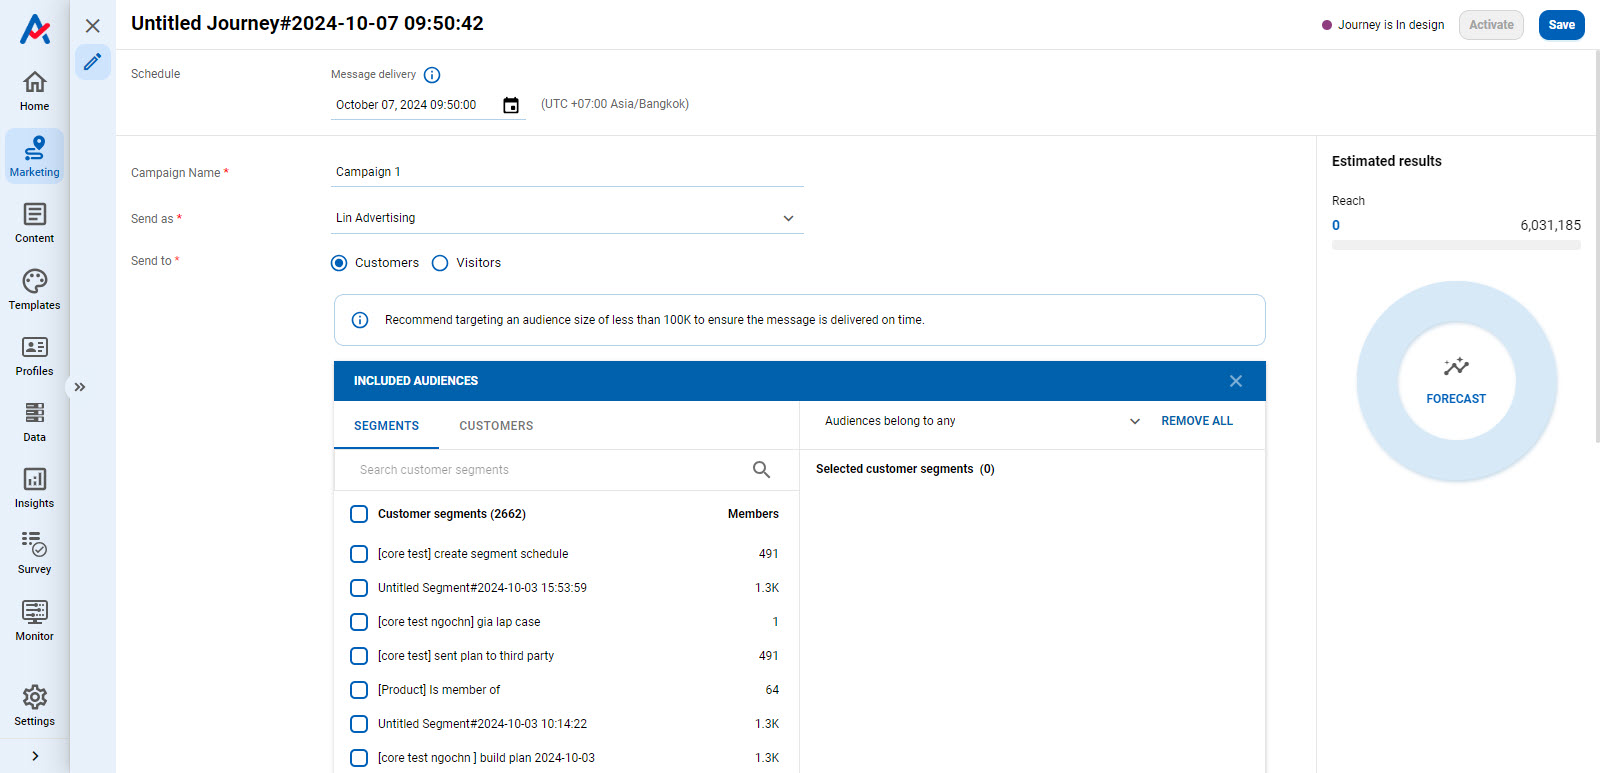 Untitled Journey#2024-10-07 09:50:42
Journey is In design
Activate
Save
Home
Marketing
Content
Templates
Profiles
Data
Insights
Survey
Monitor
Settings
Schedule
Message delivery
October 07, 2024 09:50:00
(UTC +07:00 Asia/Bangkok)
Campaign Name *
Campaign 1
Send as *
Lin Advertising
Send to *
Customers
Visitors
Recommend targeting an audience size of less than 100K to ensure the message is delivered on time.
INCLUDED AUDIENCES
SEGMENTS
CUSTOMERS
Audiences belong to any
REMOVE ALL
Search customer segments
Selected customer segments (0)
Customer segments (2662) Members
[core test] create segment schedule 491
Untitled Segment#2024-10-03 15:53:59 1.3K
[core test ngochn] gia lap case 1
[core test] sent plan to third party 491
[Product] Is member of 64
Untitled Segment#2024-10-03 10:14:22 1.3K
[core test ngochn ] build plan 2024-10-03 1.3K
Estimated results
Reach
0 6,031,185
FORECAST